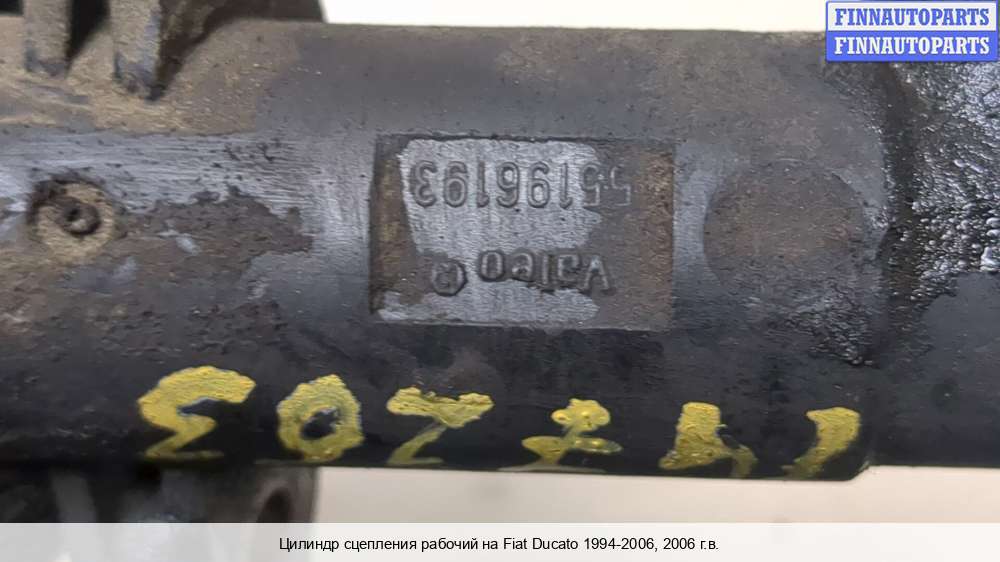 FINNAUTOPARTS
FINNAUTOPARTS
55196193
Valeo
Цилиндр сцепления рабочий на Fiat Ducato 1994-2006, 2006 г.в.